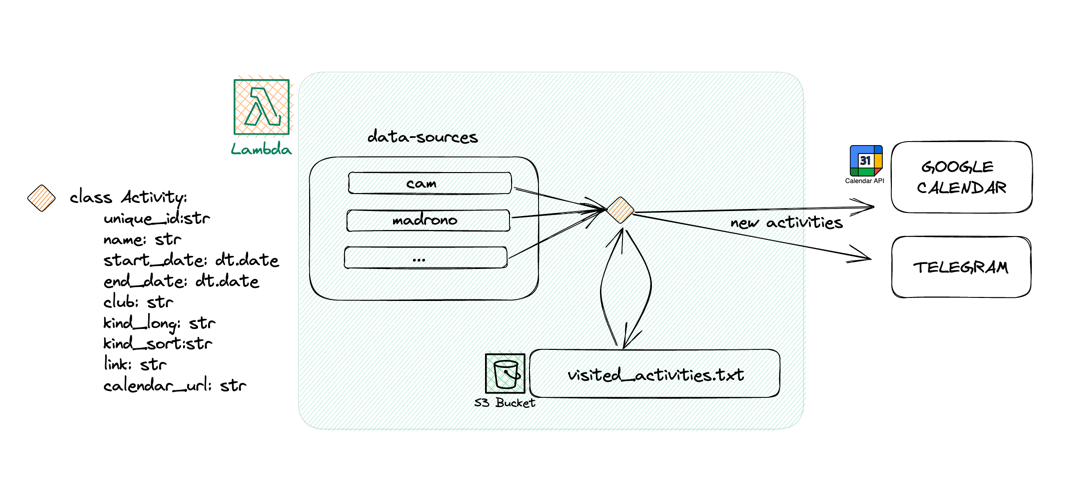 Lambda
class Activity:
unique_id:str
name: str
start_date: dt.date
end_date: dt.date
club: str
kind_long: str
kind_sort:str
link: str
calendar_url: str
data-sources
cam
madrono
...
S3 Bucket
visited_activities.txt
new activities
31
Calendar API
GOOGLE
CALENDAR
TELEGRAM